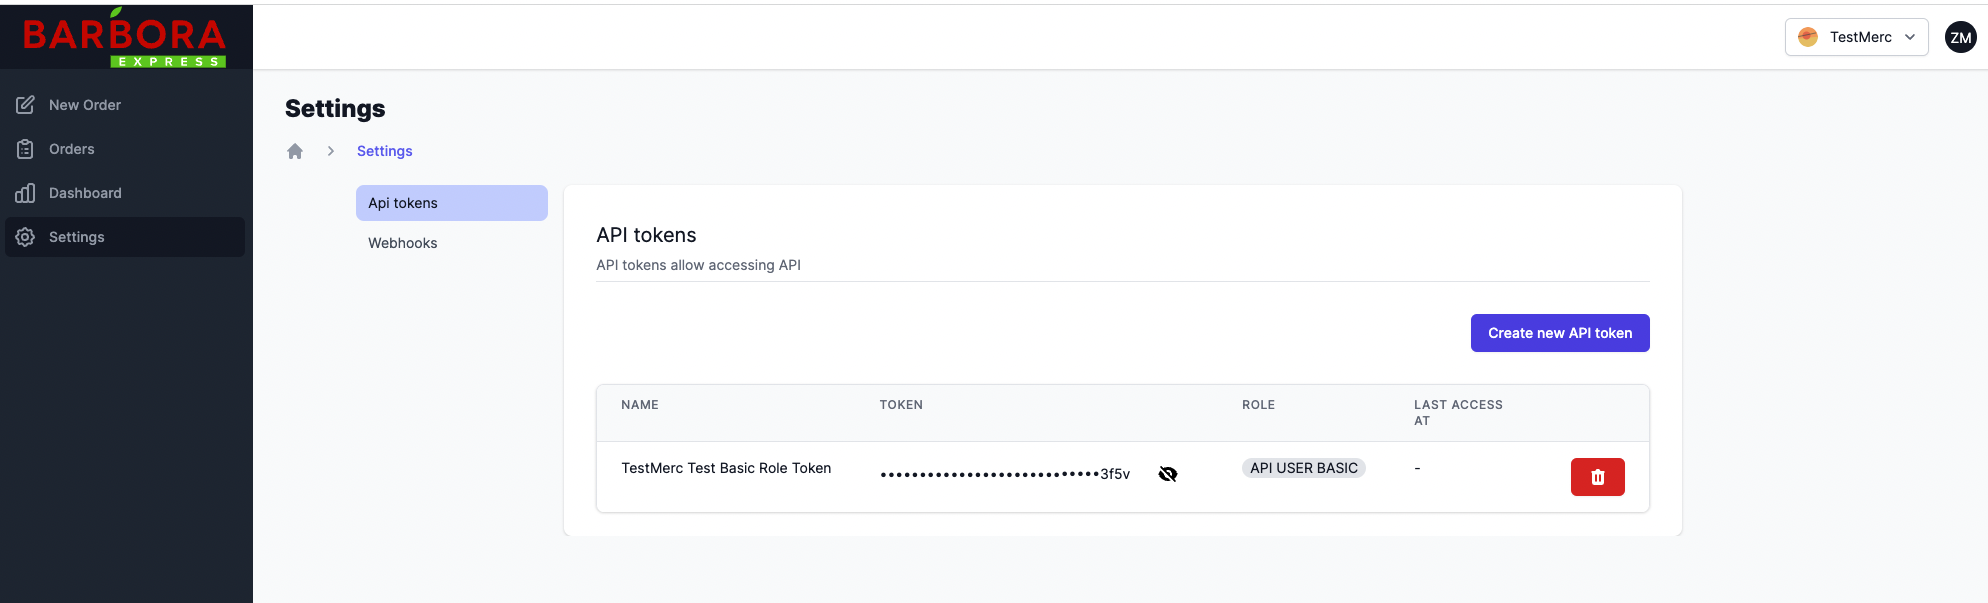 BARBORA
EXPRESS
TestMerc
ZM
New Order
Orders
Dashboard
Settings
Settings
Settings
Api tokens
Webhooks
API tokens
API tokens allow accessing API
Create new API token
NAME
TOKEN
ROLE
LAST ACCESS
AT
TestMerc Test Basic Role Token
••••••••••••••••••••••••••••3f5v
API USER BASIC
-